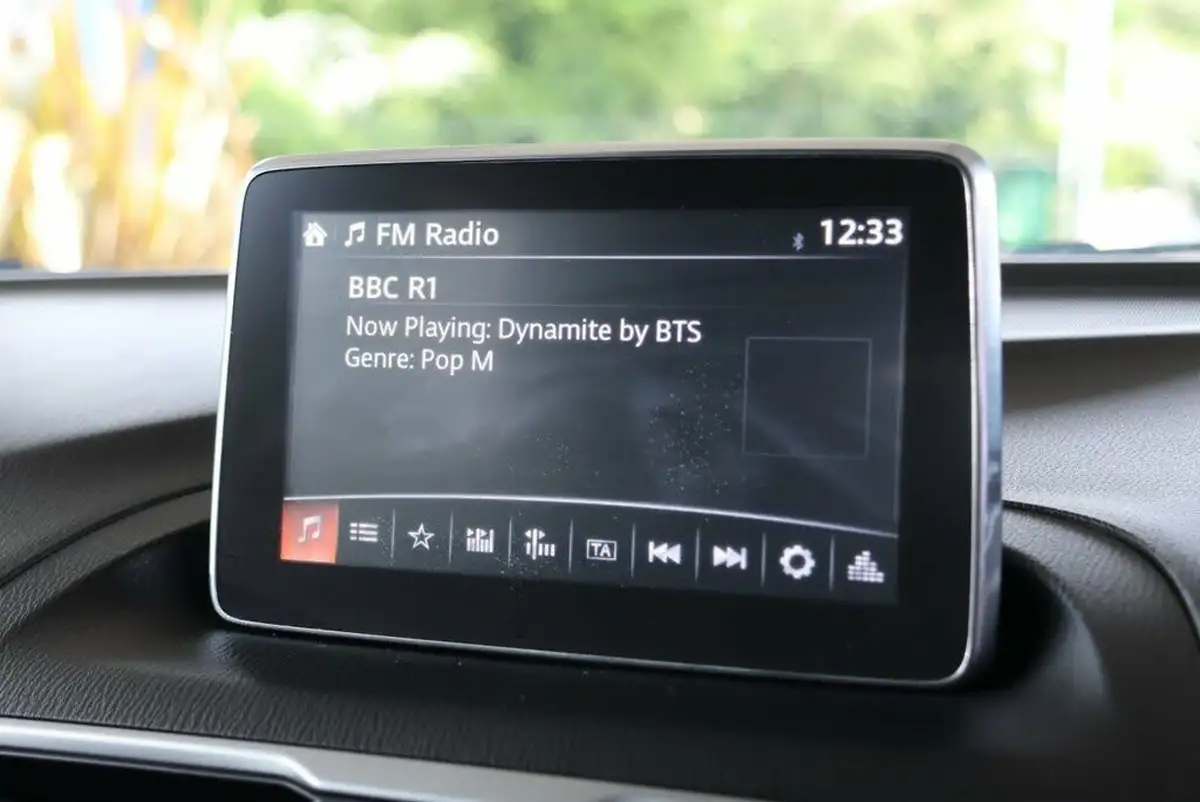 FM Radio 12:33
BBC R1
Now Playing: Dynamite by BTS
Genre: Pop M
TA